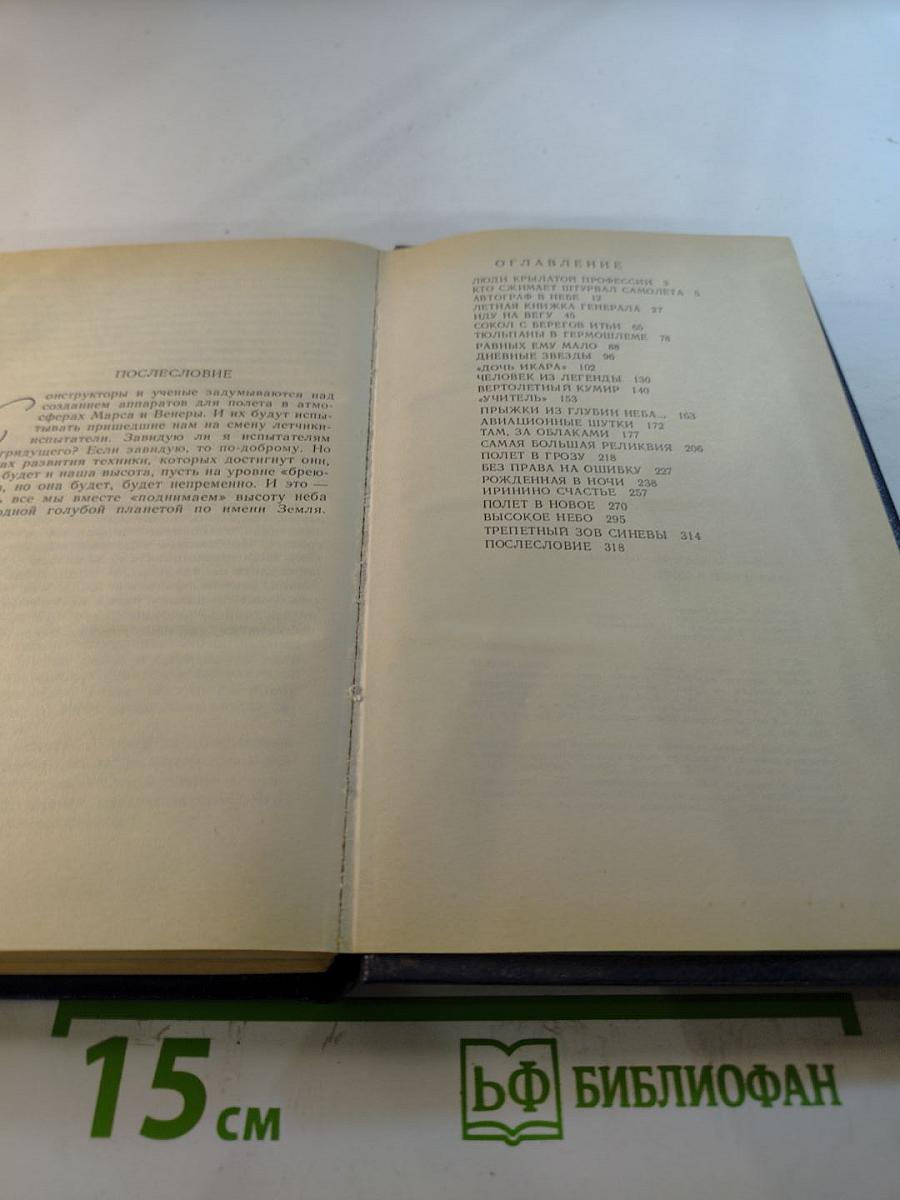 ПОСЛЕСЛОВИЕ
онструкторы и ученые задумываются над
созданием аппаратов для полета в атмо-
сферах Марса и Венеры. И их будут испы-
тывать пришедшие нам на смену летчики-
испытатели. Завидую ли я испытателям
грядущего? Если завидую, то по-доброму. Но
ах развития техники, которых достигнут они,
будет и наша высота, пусть на уровне «брею-
, но она будет, будет непременно. И это —
, все мы вместе «поднимаем» высоту неба
одной голубой планетой по имени Земля.
ОГЛАВЛЕНИЕ
ЛЮДИ КРЫЛАТОЙ ПРОФЕССИИ 3
КТО СЖИМАЕТ ШТУРВАЛ САМОЛЕТА 5
АВТОГРАФ В НЕБЕ 12
ЛЕТНАЯ КНИЖКА ГЕНЕРАЛА 27
ИДУ НА ВЕГУ 45
СОКОЛ С БЕРЕГОВ ИТЬИ 65
ТЮЛЬПАНЫ В ГЕРМОШЛЕМЕ 78
РАВНЫХ ЕМУ МАЛО 88
ДНЕВНЫЕ ЗВЕЗДЫ 96
«ДОЧЬ ИКАРА» 102
ЧЕЛОВЕК ИЗ ЛЕГЕНДЫ 130
ВЕРТОЛЕТНЫЙ КУМИР 140
«УЧИТЕЛЬ» 153
ПРЫЖКИ ИЗ ГЛУБИН НЕБА... 163
АВИАЦИОННЫЕ ШУТКИ 172
ТАМ, ЗА ОБЛАКАМИ 177
САМАЯ БОЛЬШАЯ РЕЛИКВИЯ 206
ПОЛЕТ В ГРОЗУ 218
БЕЗ ПРАВА НА ОШИБКУ 227
РОЖДЕННАЯ В НОЧИ 238
ИРИНИНО СЧАСТЬЕ 257
ПОЛЕТ В НОВОЕ 270
ВЫСОКОЕ НЕБО 295
ТРЕПЕТНЫЙ ЗОВ СИНЕВЫ 314
ПОСЛЕСЛОВИЕ 318
15 СМ
БФ БИБЛИОФАН